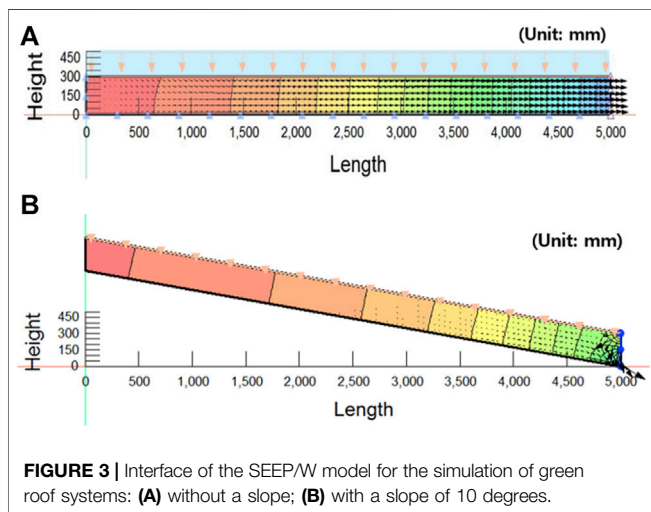 A
(Unit: mm)
Height
450
300
150
0
0 500 1,000 1,500 2,000 2,500 3,000 3,500 4,000 4,500 5,000
Length
B
(Unit: mm)
Height
450
300
150
0
0 500 1,000 1,500 2,000 2,500 3,000 3,500 4,000 4,500 5,000
Length
FIGURE 3 | Interface of the SEEP/W model for the simulation of green
roof systems: (A) without a slope; (B) with a slope of 10 degrees.